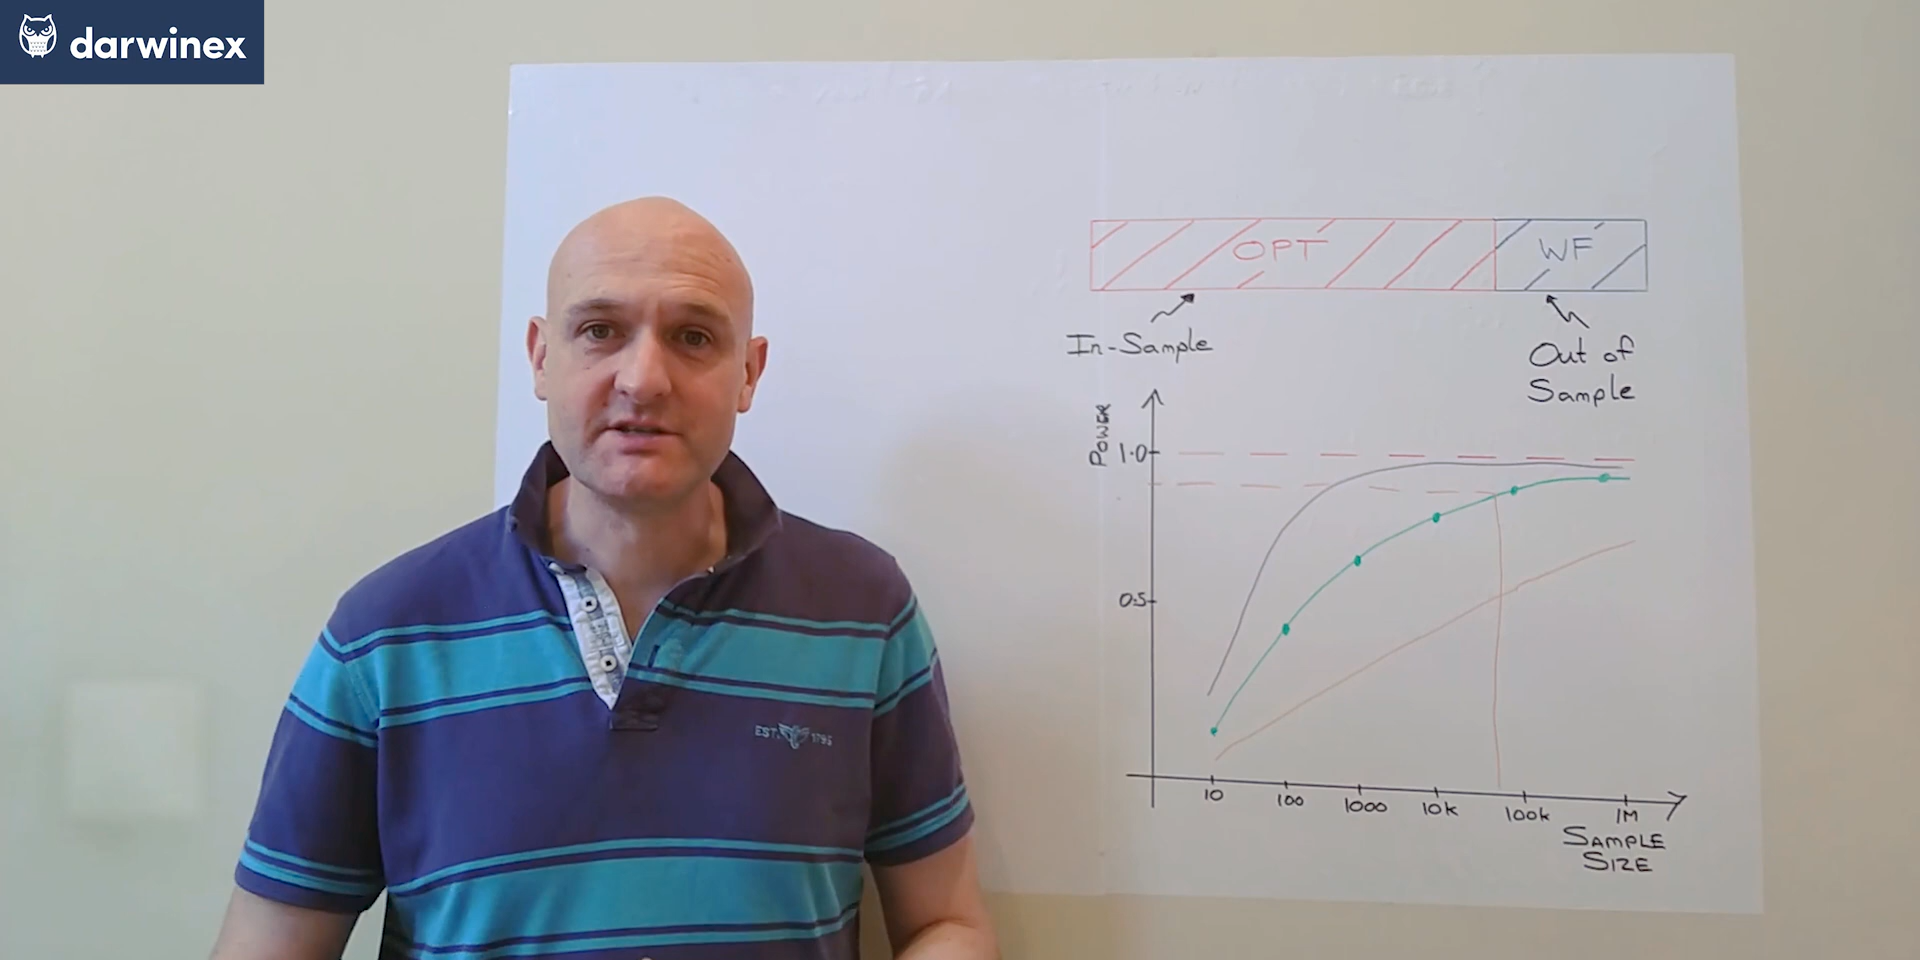 darwinex
OPT
WF
In-Sample
Out of
Sample
POWER
1.0
0.5
10
100
1000
10k
100k
1M
SAMPLE
SIZE
EST. 1795